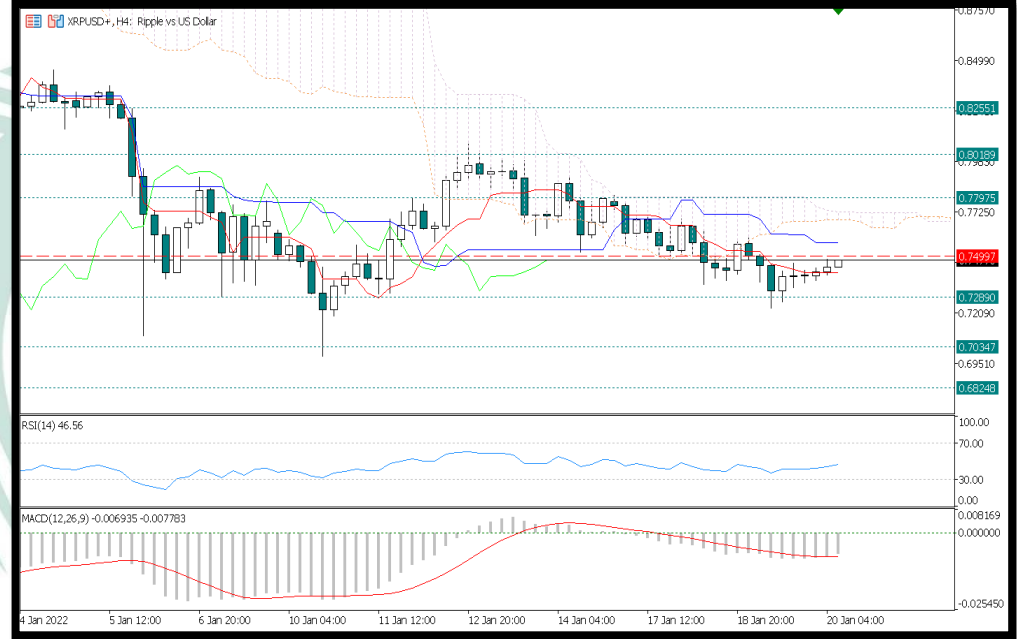 XRPUSD+, H4: Ripple vs US Dollar
0.87570
0.84990
0.82551
0.80189
0.79830
0.77975
0.77250
0.74997
0.72890
0.72090
0.70347
0.69510
0.68248
RSI(14) 46.56
100.00
70.00
30.00
0.00
MACD(12,26,9) -0.006935 -0.007783
0.008169
0.000000
-0.025450
4 Jan 2022
5 Jan 12:00
6 Jan 20:00
10 Jan 04:00
11 Jan 12:00
12 Jan 20:00
14 Jan 04:00
17 Jan 12:00
18 Jan 20:00
20 Jan 04:00